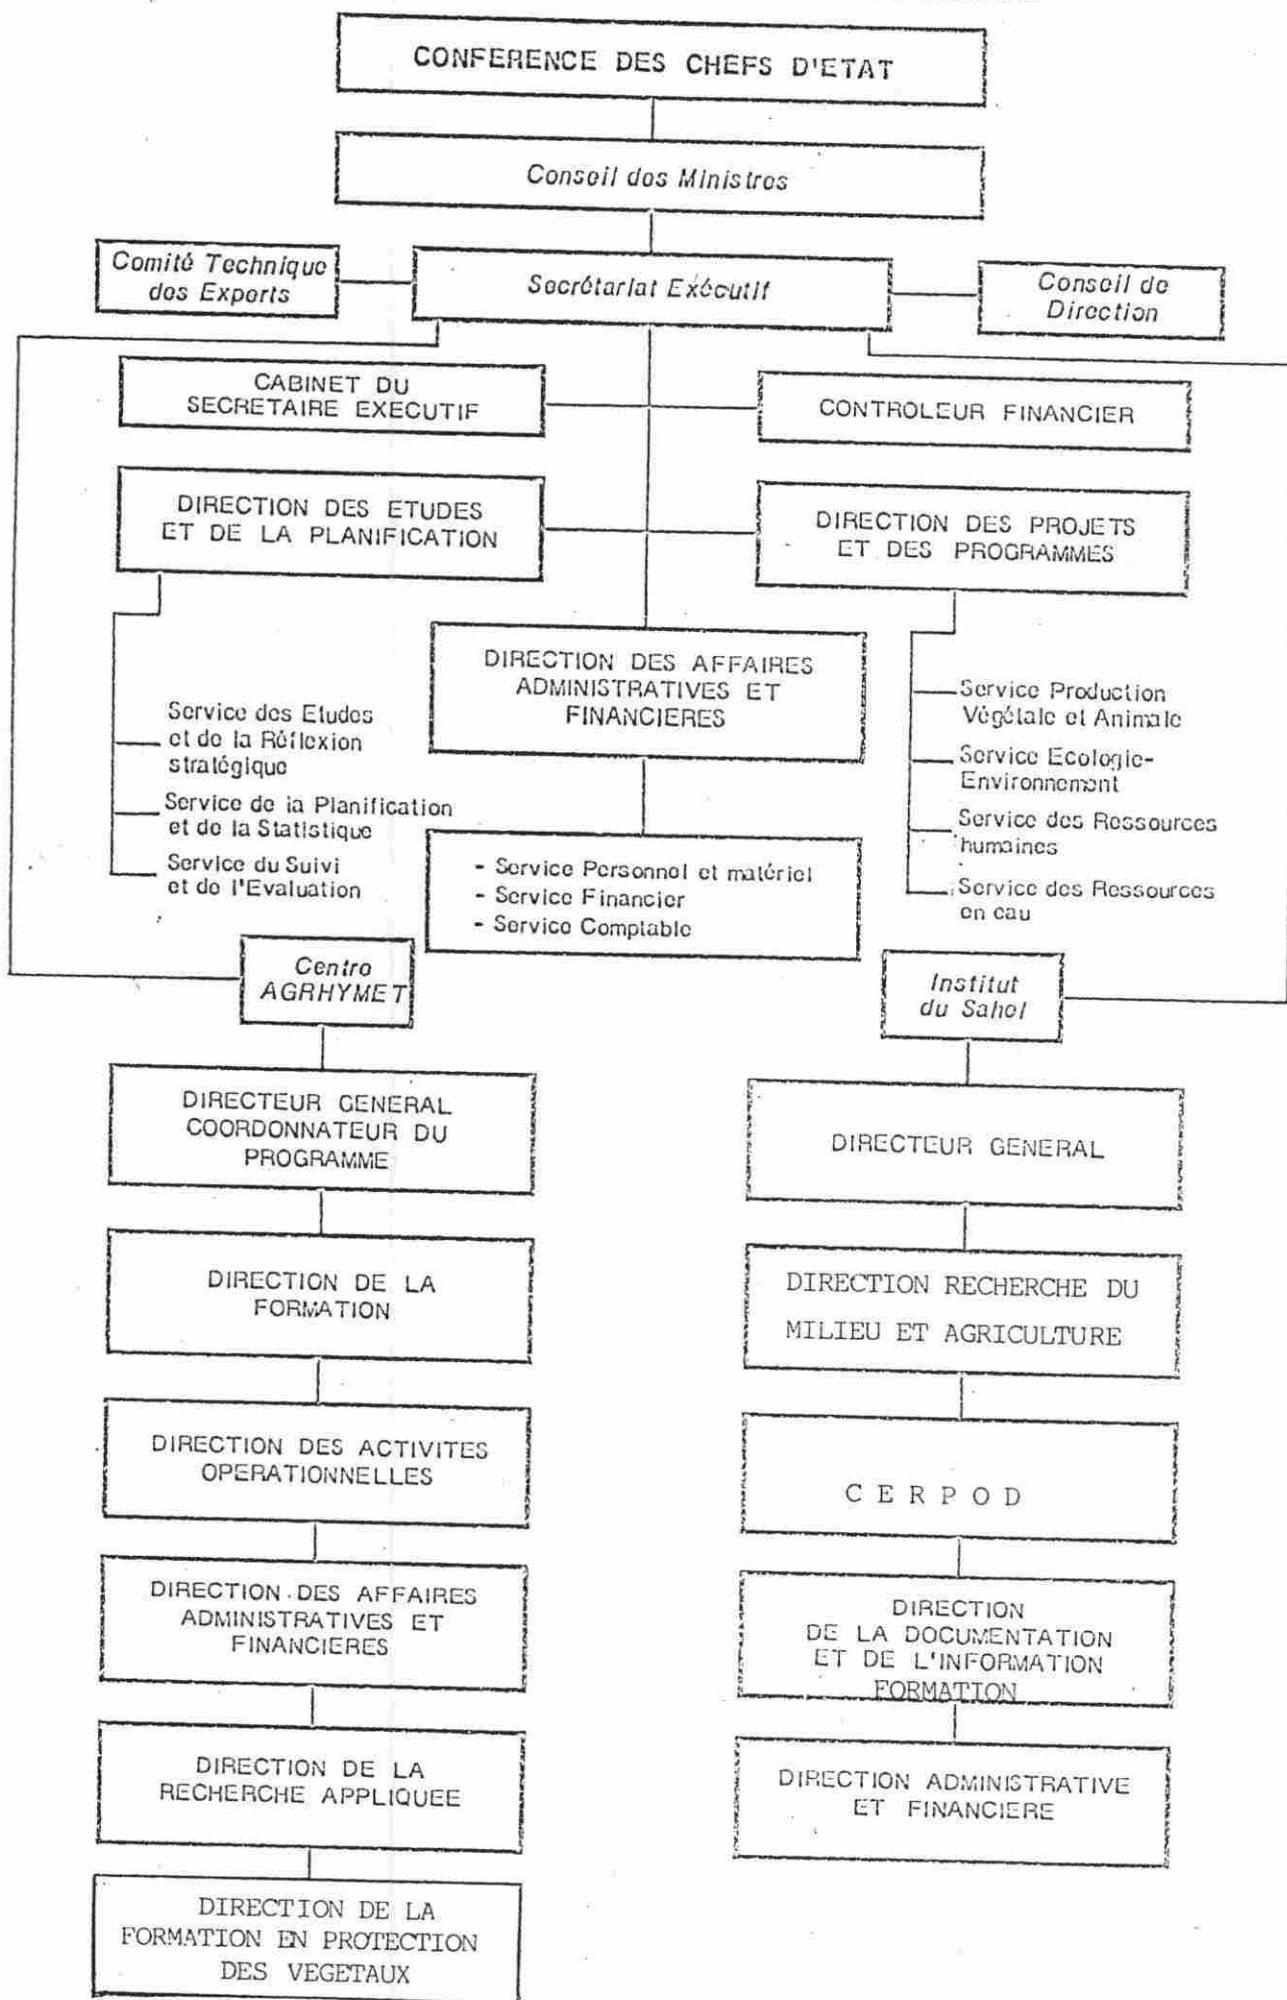 CONFERENCE DES CHEFS D'ETAT
Conseil des Ministres
Comité Technique
des Experts
Secrétariat Exécutif
Conseil de
Direction
CABINET DU
SECRETAIRE EXECUTIF
CONTROLEUR FINANCIER
DIRECTION DES ETUDES
ET DE LA PLANIFICATION
DIRECTION DES PROJETS
ET DES PROGRAMMES
DIRECTION DES AFFAIRES
ADMINISTRATIVES ET
FINANCIERES
Service des Etudes
et de la Réflexion
stratégique
Service de la Planification
et de la Statistique
Service du Suivi
et de l'Evaluation
- Service Personnel et matériel
- Service Financier
- Service Comptable
Service Production
Végétale et Animale
Service Ecologie-
Environnement
Service des Ressources
humaines
Service des Ressources
en eau
Centre
AGRHYMET
Institut
du Sahel
DIRECTEUR GENERAL
COORDONNATEUR DU
PROGRAMME
DIRECTION DE LA
FORMATION
DIRECTION DES ACTIVITES
OPERATIONNELLES
DIRECTION DES AFFAIRES
ADMINISTRATIVES ET
FINANCIERES
DIRECTION DE LA
RECHERCHE APPLIQUEE
DIRECTION DE LA
FORMATION EN PROTECTION
DES VEGETAUX
DIRECTEUR GENERAL
DIRECTION RECHERCHE DU
MILIEU ET AGRICULTURE
C E R P O D
DIRECTION
DE LA DOCUMENTATION
ET DE L'INFORMATION
FORMATION
DIRECTION ADMINISTRATIVE
ET FINANCIERE